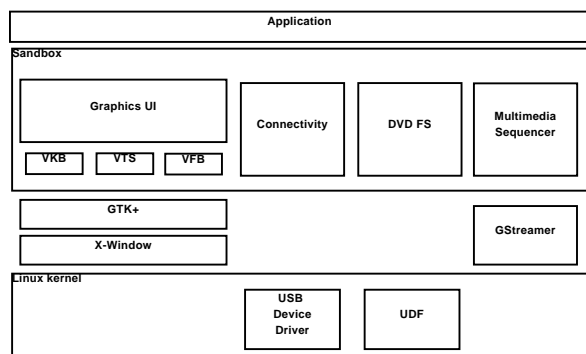 Application
Sandbox
Graphics UI
Connectivity
DVD FS
Multimedia
Sequencer
VKB
VTS
VFB
GTK+
GStreamer
X-Window
Linux kernel
USB
Device
Driver
UDF